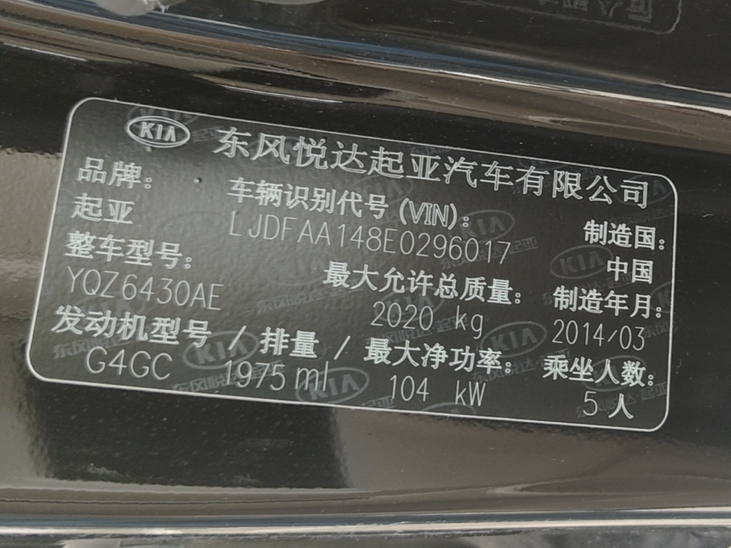 KIA 东风悦达起亚汽车有限公司
品牌: 车辆识别代号 (VIN): 制造国:
起亚 LJDFAA148E0296017 中国
整车型号: 最大允许总质量: 制造年月:
YQZ6430AE 2020 kg 2014/03
发动机型号 / 排量 / 最大净功率: 乘坐人数:
G4GC 1975 ml 104 kW 5 人